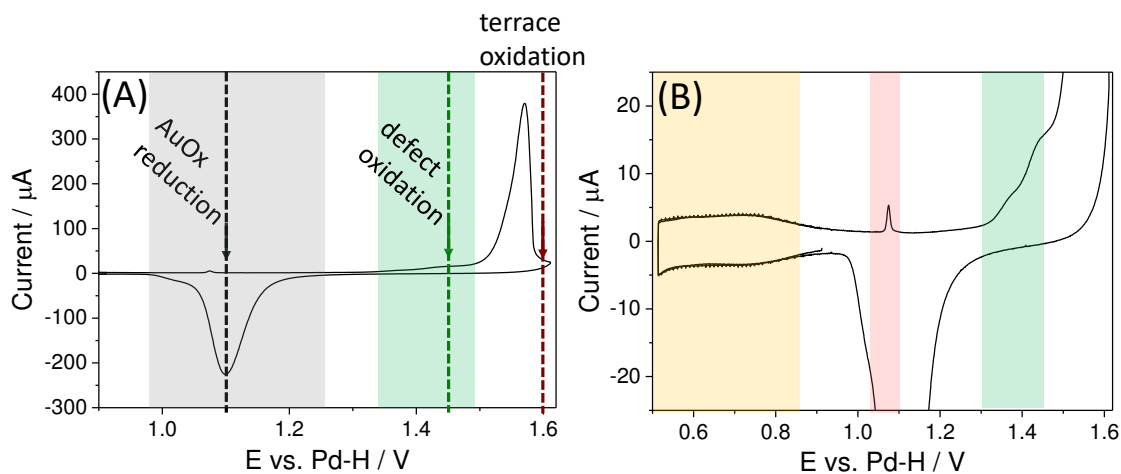 terrace
oxidation
(A)
AuOx
reduction
defect
oxidation
400
300
200
100
0
-100
-200
-300
Current / μA
1.0
1.2
1.4
1.6
E vs. Pd-H / V
(B)
20
10
0
-10
-20
Current / μA
0.6
0.8
1.0
1.2
1.4
1.6
E vs. Pd-H / V